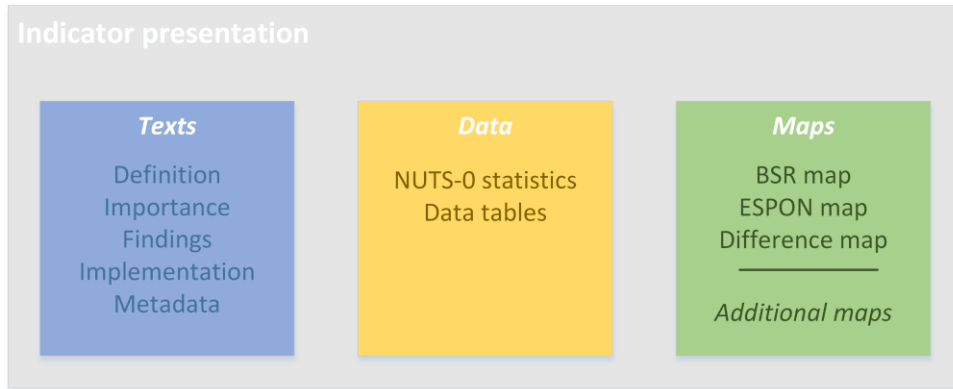 Indicator presentation
Texts
Definition
Importance
Findings
Implementation
Metadata
Data
NUTS-0 statistics
Data tables
Maps
BSR map
ESPON map
Difference map
Additional maps